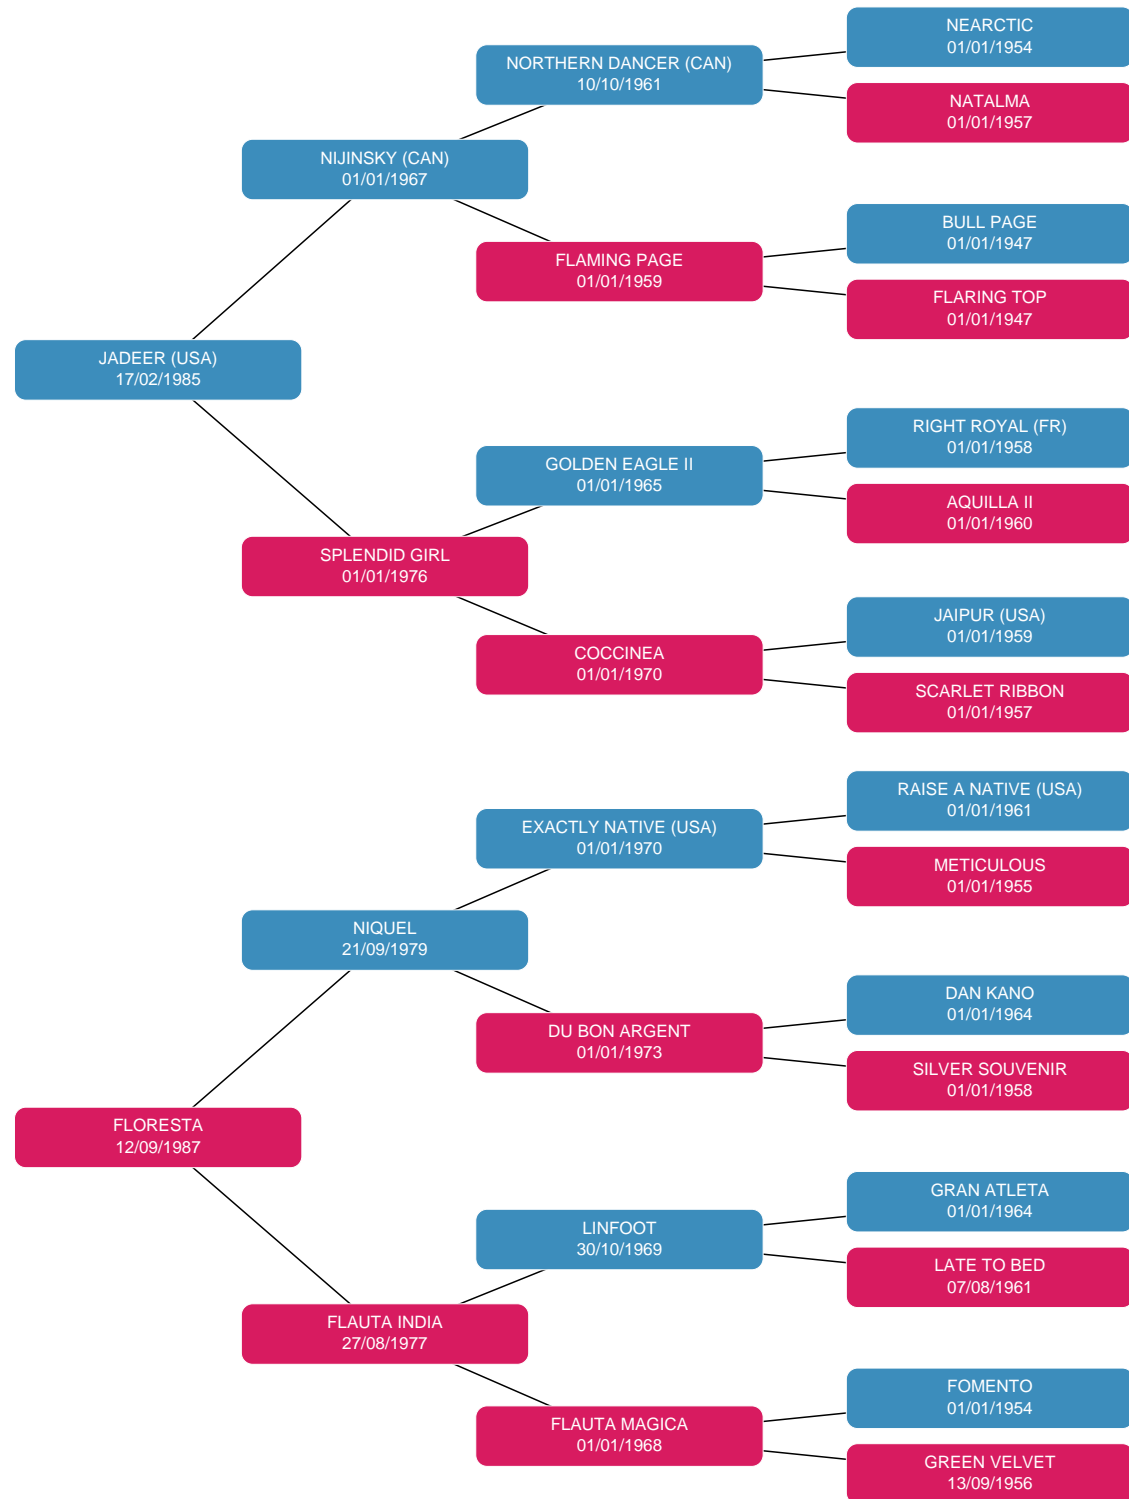 NEARCTIC
01/01/1954
NORTHERN DANCER (CAN)
10/10/1961
NATALMA
01/01/1957
NIJINSKY (CAN)
01/01/1967
BULL PAGE
01/01/1947
FLAMING PAGE
01/01/1959
FLARING TOP
01/01/1947
JADEER (USA)
17/02/1985
RIGHT ROYAL (FR)
01/01/1958
GOLDEN EAGLE II
01/01/1965
AQUILLA II
01/01/1960
SPLENDID GIRL
01/01/1976
JAIPUR (USA)
01/01/1959
COCCINEA
01/01/1970
SCARLET RIBBON
01/01/1957
RAISE A NATIVE (USA)
01/01/1961
EXACTLY NATIVE (USA)
01/01/1970
METICULOUS
01/01/1955
NIQUEL
21/09/1979
DAN KANO
01/01/1964
DU BON ARGENT
01/01/1973
SILVER SOUVENIR
01/01/1958
FLORESTA
12/09/1987
GRAN ATLETA
01/01/1964
LINFOOT
30/10/1969
LATE TO BED
07/08/1961
FLAUTA INDIA
27/08/1977
FOMENTO
01/01/1954
FLAUTA MAGICA
01/01/1968
GREEN VELVET
13/09/1956